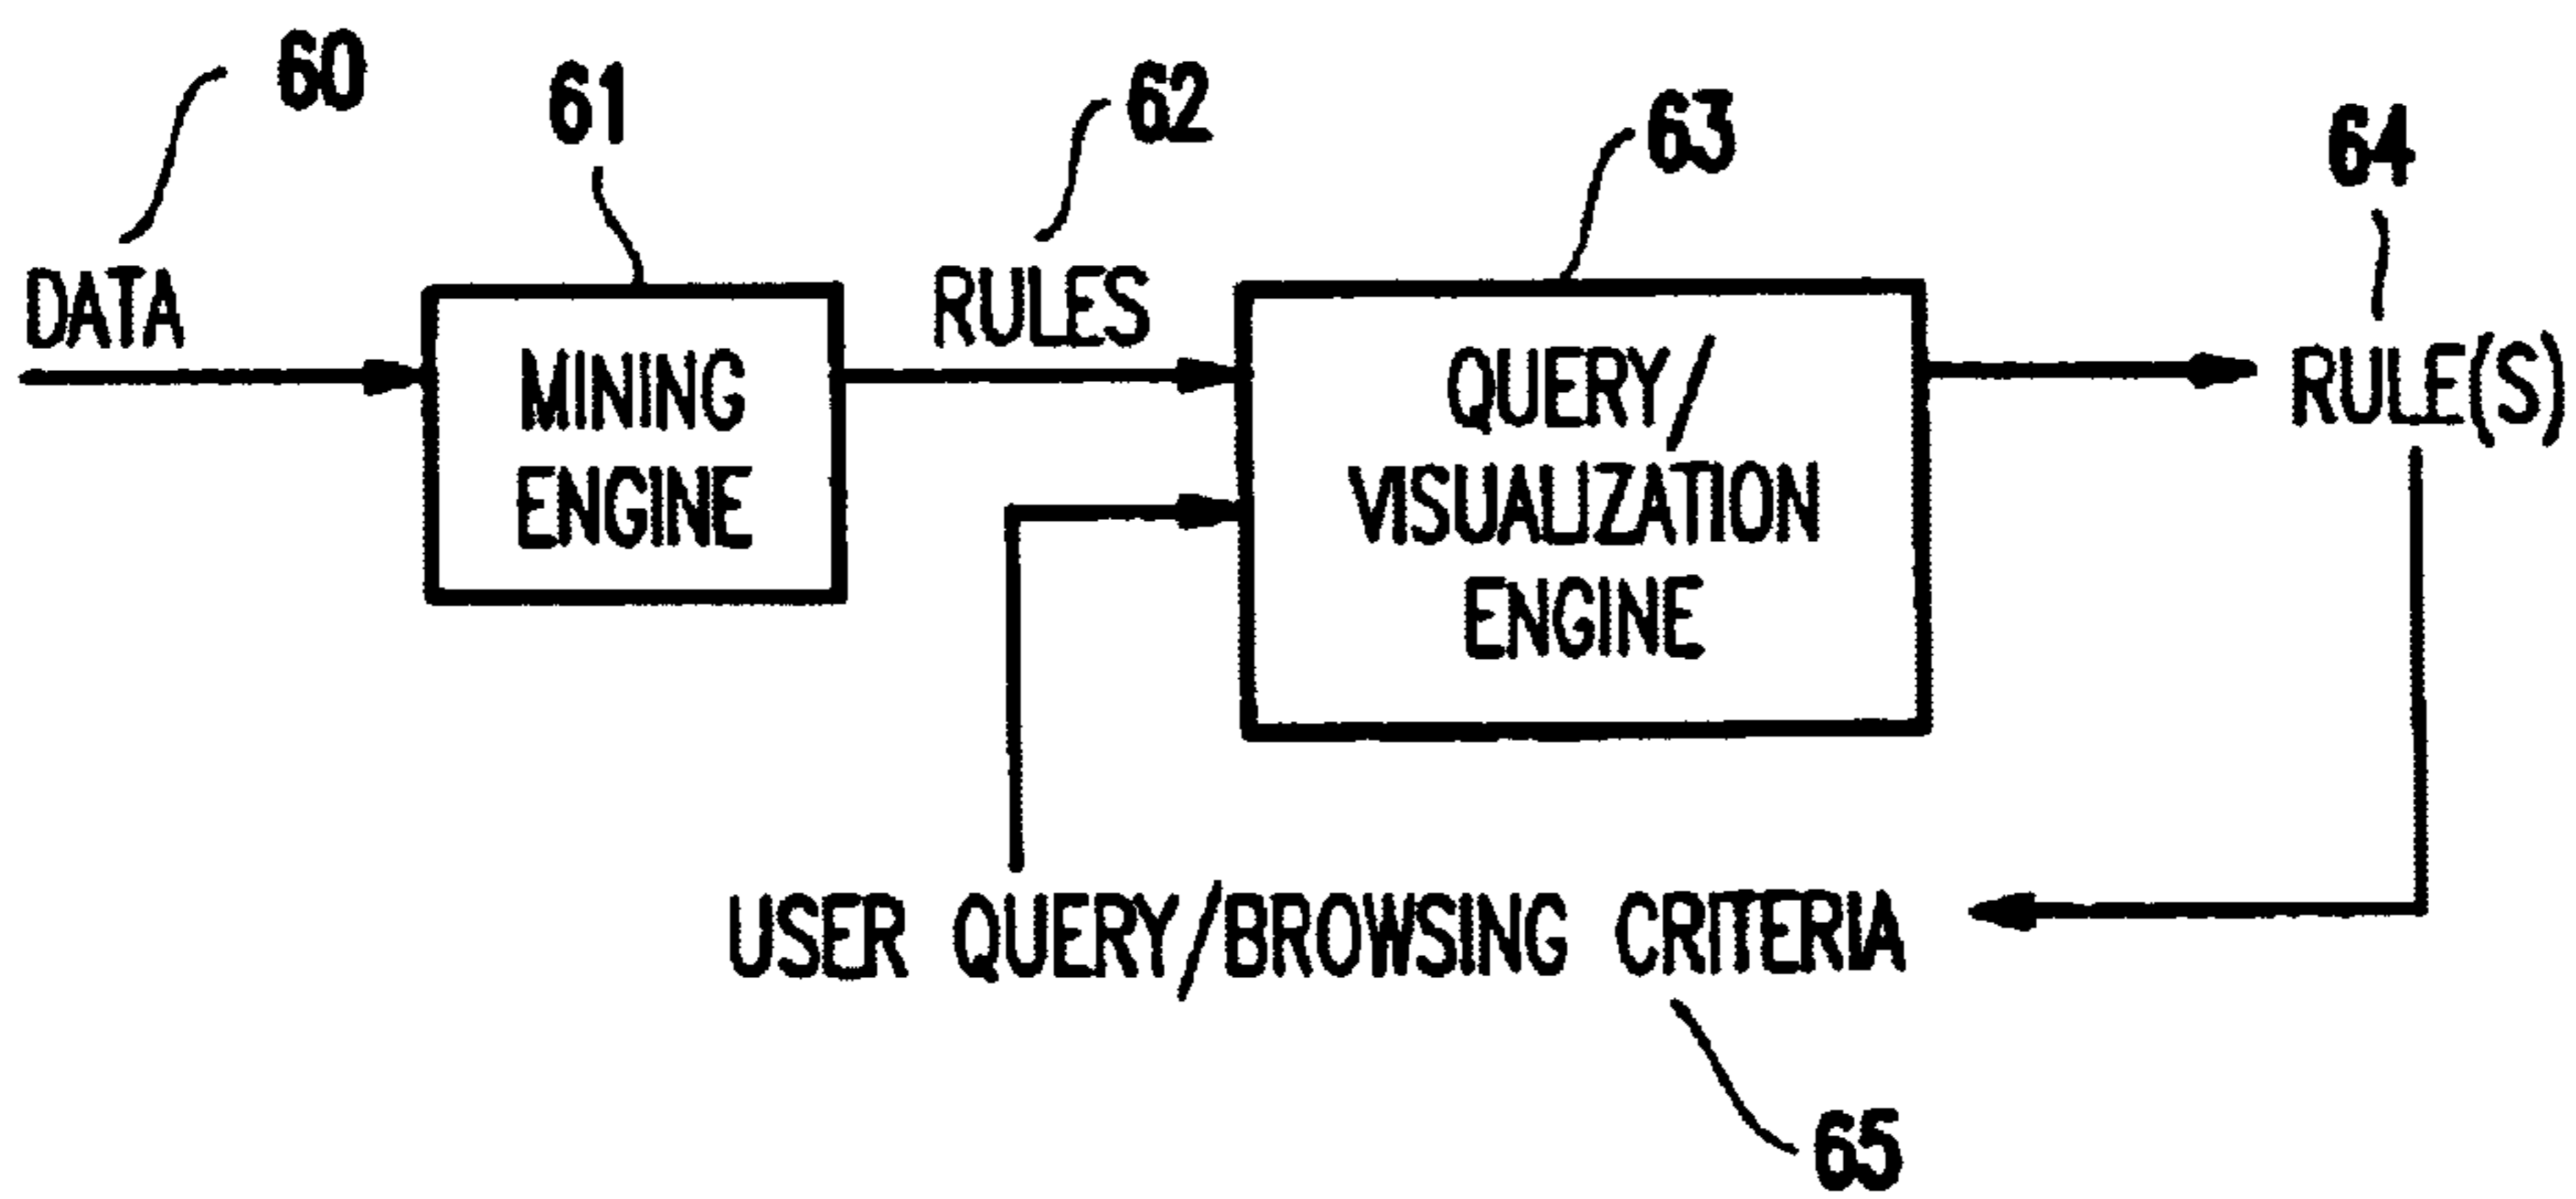 60
61
62
63
64
DATA
RULES
MINING
ENGINE
QUERY/
VISUALIZATION
ENGINE
RULE(S)
USER QUERY/BROWSING CRITERIA
65